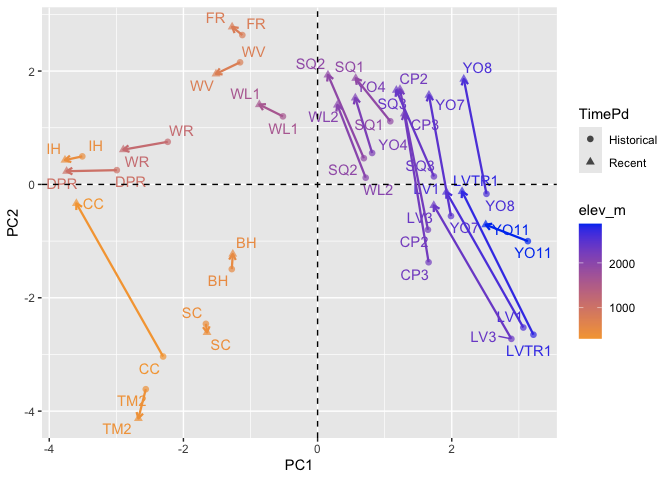 FR FR
WV
WV
WL1
WL1
SQ2 SQ1
YO4
CP2
YO8
SQ3
YO7
WL2
SQ1
CP3
IH IH
WR
WR
YO4
DPR
DPR
SQ2
SQ3
WL2
LV1
LVTR1
YO8
CC
LV3
YO7
YO11
CP2
YO11
BH
BH
CP3
SC
SC
LV1
LV3
LVTR1
CC
TM2
TM2
2
0
-2
-4
-4 -2 0 2
PC1
PC2
TimePd
Historical
Recent
elev_m
2000
1000